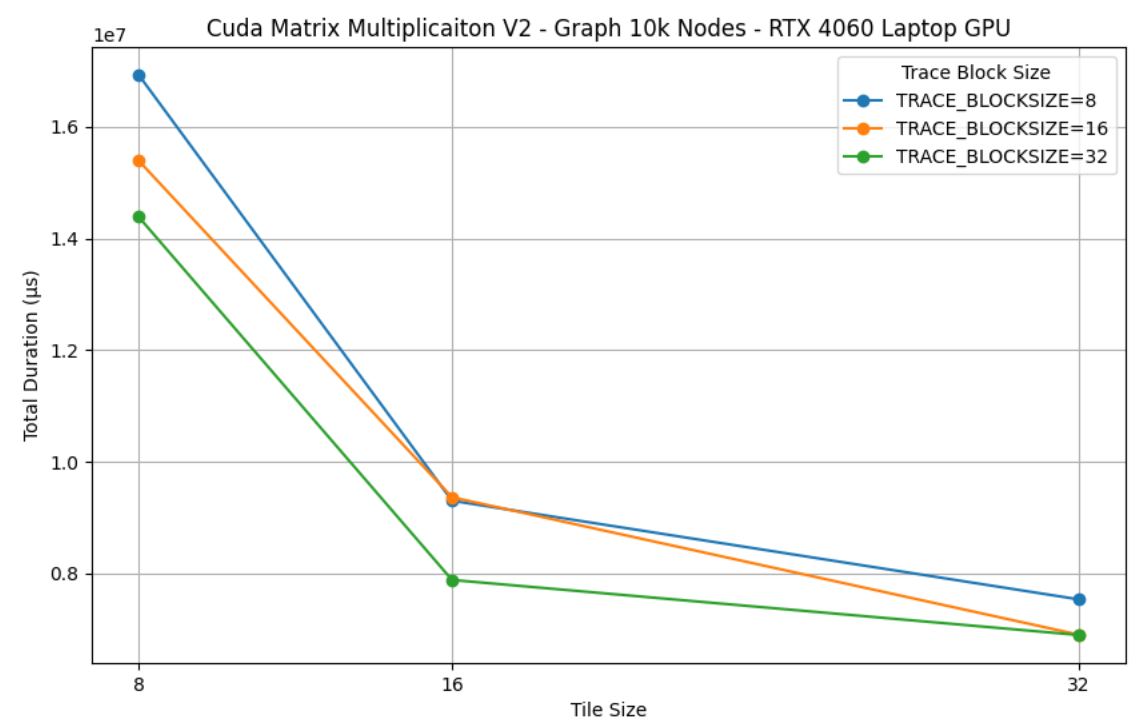 Cuda Matrix Multiplicaiton V2 - Graph 10k Nodes - RTX 4060 Laptop GPU
1e7
Trace Block Size
TRACE_BLOCKSIZE=8
TRACE_BLOCKSIZE=16
TRACE_BLOCKSIZE=32
1.6
1.4
1.2
1.0
0.8
Total Duration (µs)
8
16
32
Tile Size